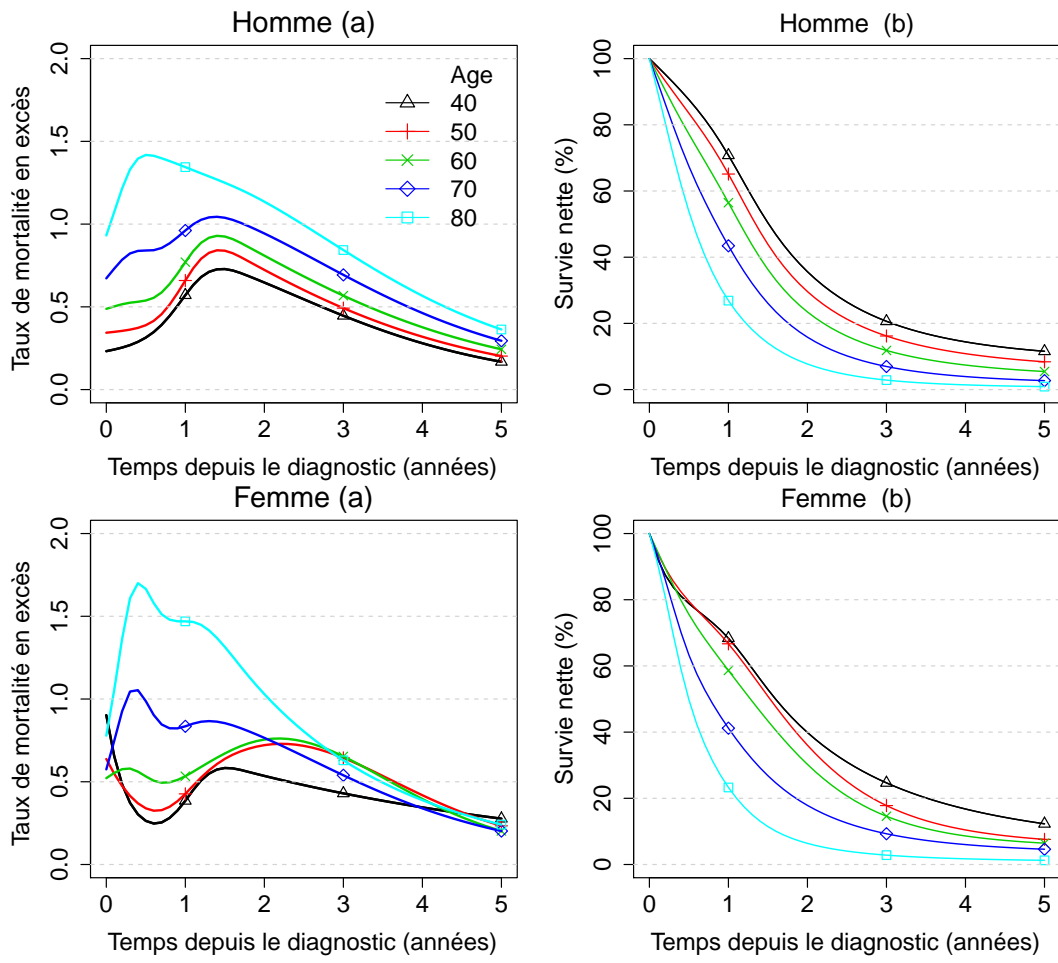 Homme (a)
Taux de mortalité en excès
2.0
1.5
1.0
0.5
0.0
Age
40
50
60
70
80
0 1 2 3 4 5
Temps depuis le diagnostic (années)
Homme (b)
Survie nette (%)
100
80
60
40
20
0
0 1 2 3 4 5
Temps depuis le diagnostic (années)
Femme (a)
Taux de mortalité en excès
2.0
1.5
1.0
0.5
0.0
0 1 2 3 4 5
Temps depuis le diagnostic (années)
Femme (b)
Survie nette (%)
100
80
60
40
20
0
0 1 2 3 4 5
Temps depuis le diagnostic (années)